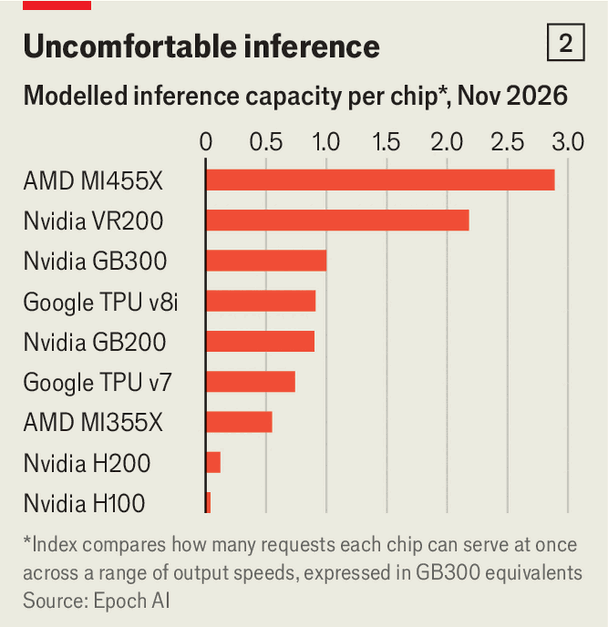 Uncomfortable inference
2
Modelled inference capacity per chip*, Nov 2026
0 0.5 1.0 1.5 2.0 2.5 3.0
AMD MI455X
Nvidia VR200
Nvidia GB300
Google TPU v8i
Nvidia GB200
Google TPU v7
AMD MI355X
Nvidia H200
Nvidia H100
*Index compares how many requests each chip can serve at once
across a range of output speeds, expressed in GB300 equivalents
Source: Epoch AI